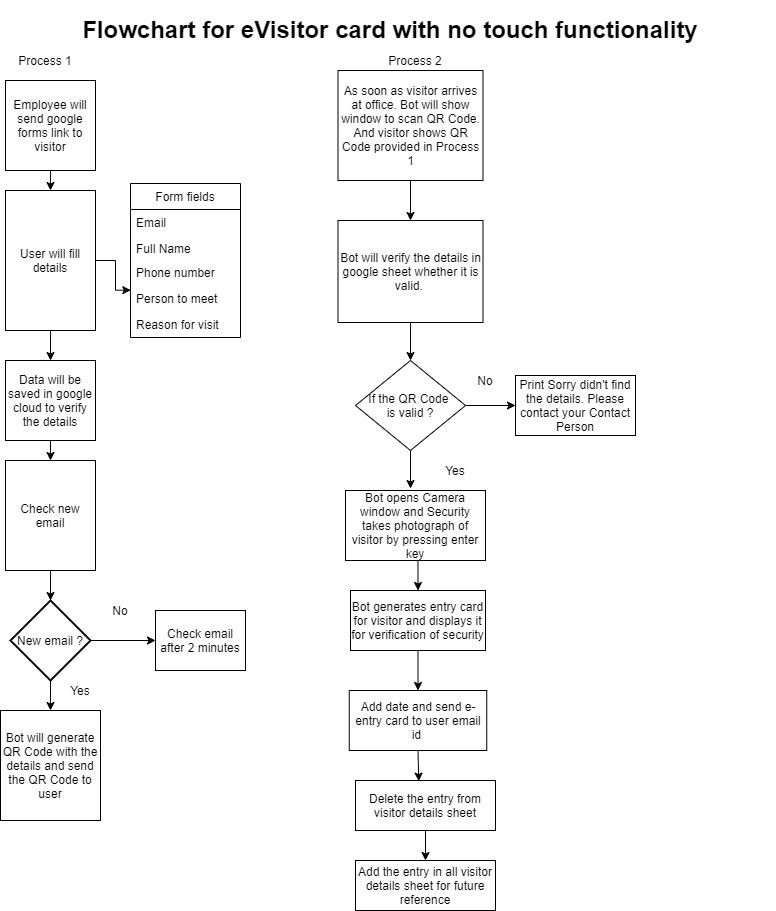 Flowchart for eVisitor card with no touch functionality
Process 1
Employee will
send google
forms link to
visitor
User will fill
details
Form fields
Email
Full Name
Phone number
Person to meet
Reason for visit
Data will be
saved in google
cloud to verify
the details
Check new
email
New email ?
No
Check email
after 2 minutes
Yes
Bot will generate
QR Code with the
details and send
the QR Code to
user
Process 2
As soon as visitor arrives
at office. Bot will show
window to scan QR Code.
And visitor shows QR
Code provided in Process
1
Bot will verify the details in
google sheet whether it is
valid.
If the QR Code
is valid ?
No
Print Sorry didn't find
the details. Please
contact your Contact
Person
Yes
Bot opens Camera
window and Security
takes photograph of
visitor by pressing enter
key
Bot generates entry card
for visitor and displays it
for verification of security
Add date and send e-
entry card to user email
id
Delete the entry from
visitor details sheet
Add the entry in all visitor
details sheet for future
reference